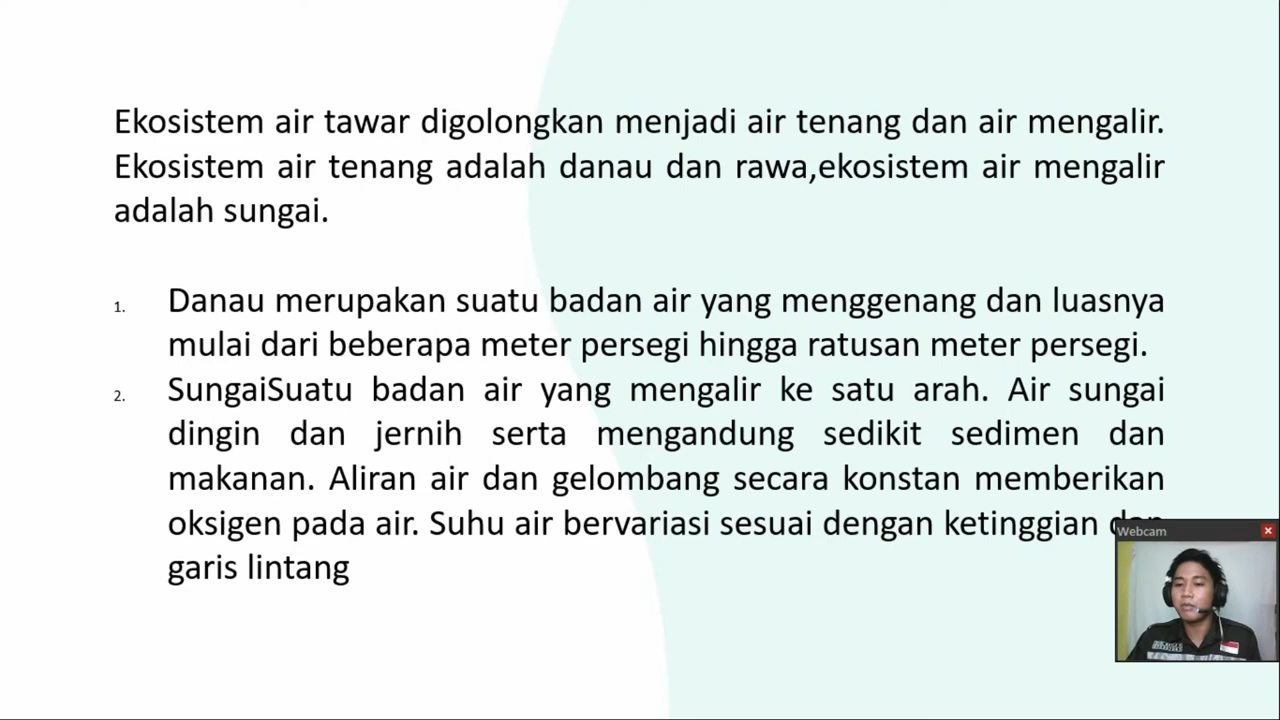 Ekosistem air tawar digolongkan menjadi air tenang dan air mengalir.
Ekosistem air tenang adalah danau dan rawa,ekosistem air mengalir
adalah sungai.
1. Danau merupakan suatu badan air yang menggenang dan luasnya
mulai dari beberapa meter persegi hingga ratusan meter persegi.
2. SungaiSuatu badan air yang mengalir ke satu arah. Air sungai
dingin dan jernih serta mengandung sedikit sedimen dan
makanan. Aliran air dan gelombang secara konstan memberikan
oksigen pada air. Suhu air bervariasi sesuai dengan ketinggian dan
garis lintang
Webcam